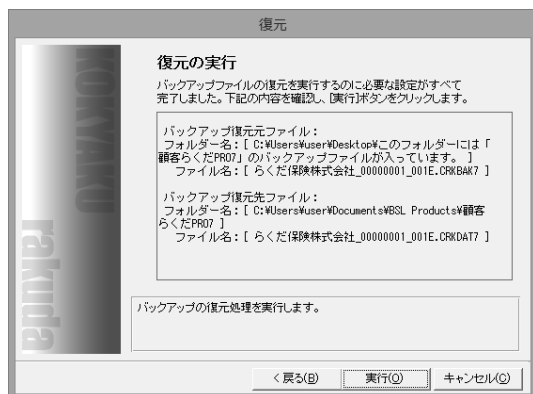 復元
KOKYAKU
rakuda
復元の実行
バックアップファイルの復元を実行するのに必要な設定がすべて
完了しました。下記の内容を確認し、[実行]ボタンをクリックします。
バックアップ復元元ファイル：
フォルダー名：[ C:¥Users¥user¥Desktop¥このフォルダーには「
顧客らくだPRO7」のバックアップファイルが入っています。 ]
ファイル名：[ らくだ保険株式会社_00000001_001E.CRKBAK7 ]
バックアップ復元先ファイル：
フォルダー名：[ C:¥Users¥user¥Documents¥BSL Products¥顧客
らくだPRO7 ]
ファイル名：[ らくだ保険株式会社_00000001_001E.CRKDAT7 ]
バックアップの復元処理を実行します。
< 戻る(B) 実行(O) キャンセル(C)